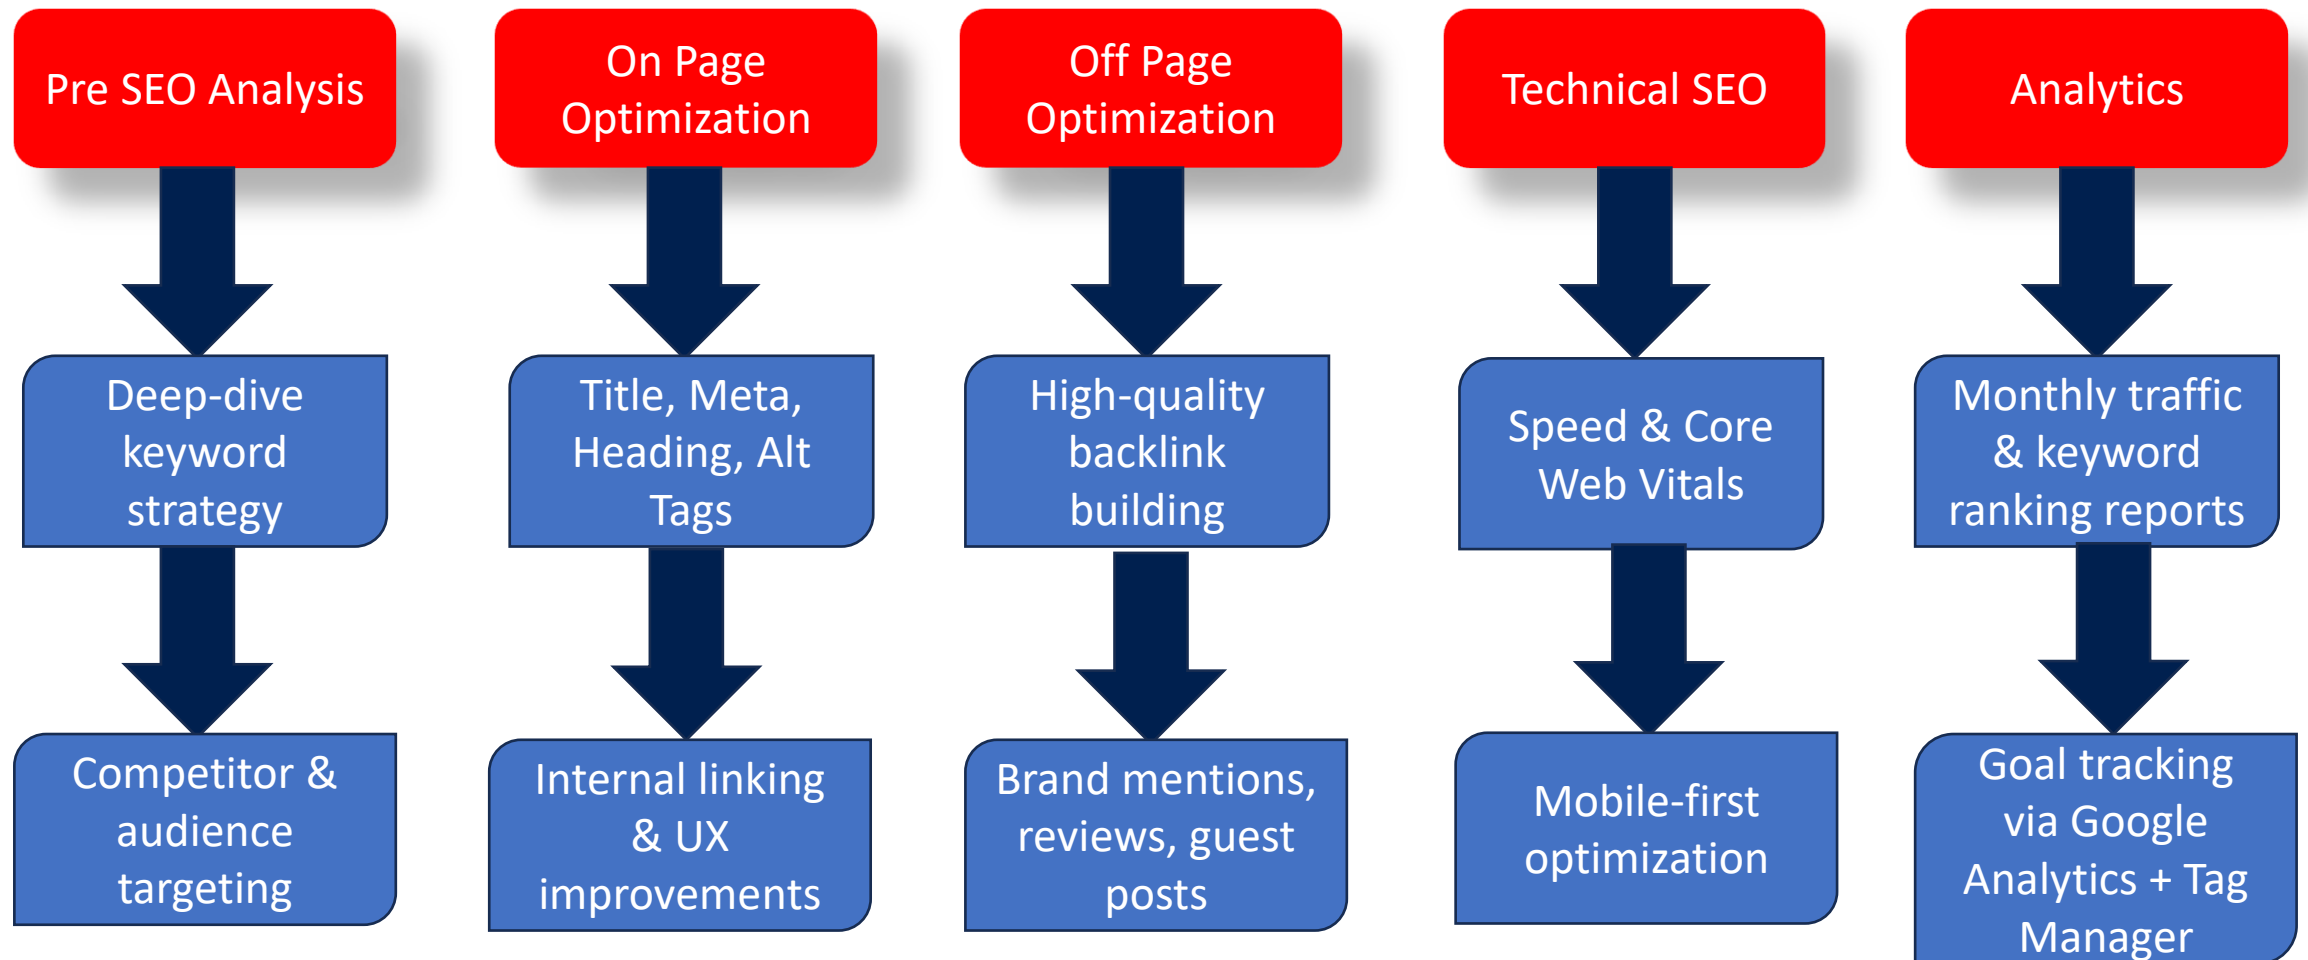 Pre SEO Analysis
On Page
Optimization
Off Page
Optimization
Technical SEO
Analytics
Deep-dive
keyword
strategy
Title, Meta,
Heading, Alt
Tags
High-quality
backlink
building
Speed & Core
Web Vitals
Monthly traffic
& keyword
ranking reports
Competitor &
audience
targeting
Internal linking
& UX
improvements
Brand mentions,
reviews, guest
posts
Mobile-first
optimization
Goal tracking
via Google
Analytics + Tag
Manager